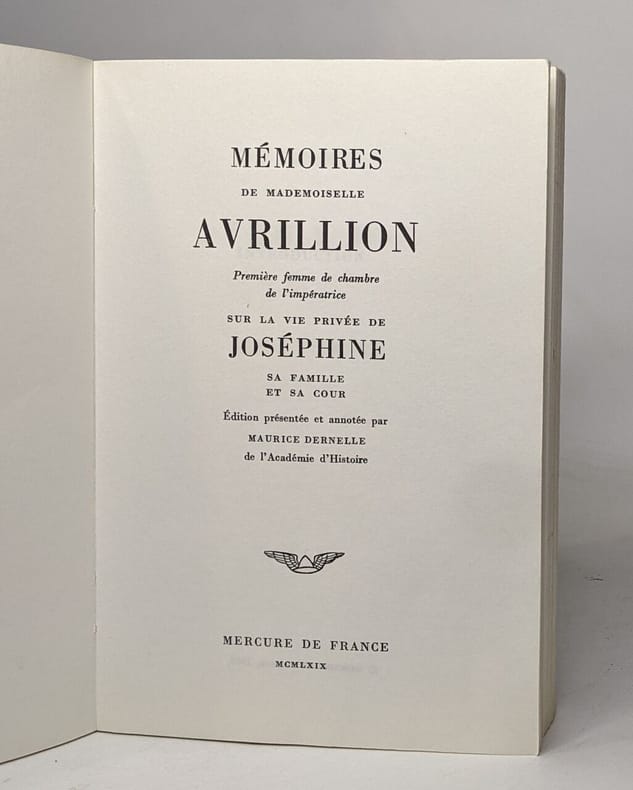 MÉMOIRES
DE MADEMOISELLE
AVRILLION
Première femme de chambre
de l'impératrice
SUR LA VIE PRIVÉE DE
JOSÉPHINE
SA FAMILLE
ET SA COUR
Édition présentée et annotée par
MAURICE DERNELLE
de l'Académie d'Histoire
MERCURE DE FRANCE
MCMLXIX